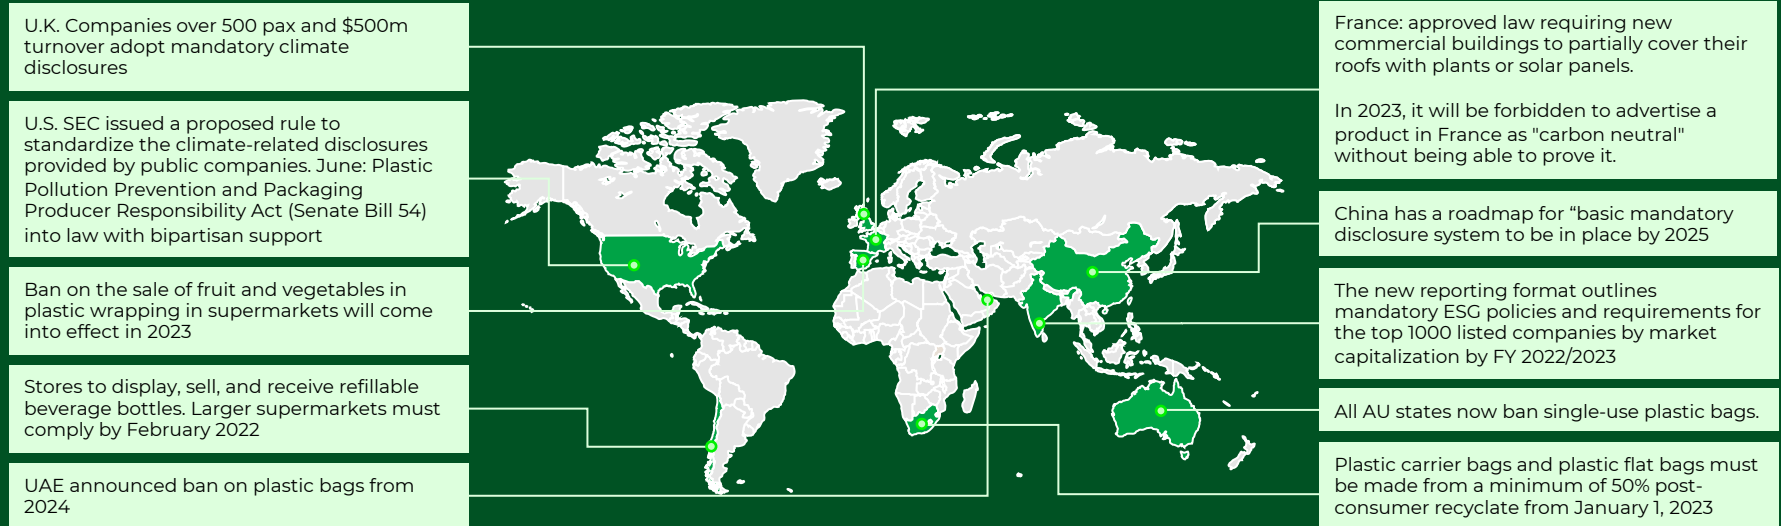 U.K. Companies over 500 pax and $500m
turnover adopt mandatory climate
disclosures
U.S. SEC issued a proposed rule to
standardize the climate-related disclosures
provided by public companies. June: Plastic
Pollution Prevention and Packaging
Producer Responsibility Act (Senate Bill 54)
into law with bipartisan support
Ban on the sale of fruit and vegetables in
plastic wrapping in supermarkets will come
into effect in 2023
Stores to display, sell, and receive refillable
beverage bottles. Larger supermarkets must
comply by February 2022
UAE announced ban on plastic bags from
2024
France: approved law requiring new
commercial buildings to partially cover their
roofs with plants or solar panels.
In 2023, it will be forbidden to advertise a
product in France as "carbon neutral"
without being able to prove it.
China has a roadmap for “basic mandatory
disclosure system to be in place by 2025
The new reporting format outlines
mandatory ESG policies and requirements for
the top 1000 listed companies by market
capitalization by FY 2022/2023
All AU states now ban single-use plastic bags.
Plastic carrier bags and plastic flat bags must
be made from a minimum of 50% post-
consumer recyclate from January 1, 2023